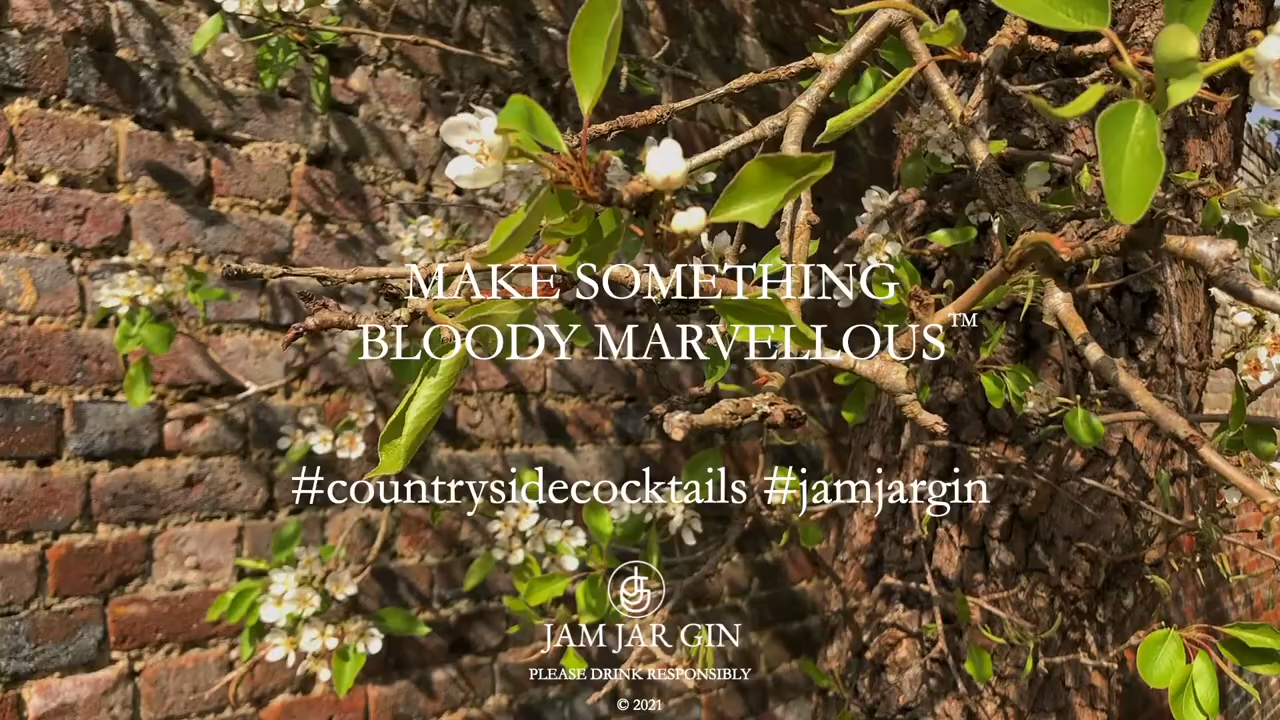 MAKE SOMETHING
BLOODY MARVELLOUS™
#countrysidecocktails #jamjargin
JAM JAR GIN
PLEASE DRINK RESPONSIBLY
© 2021